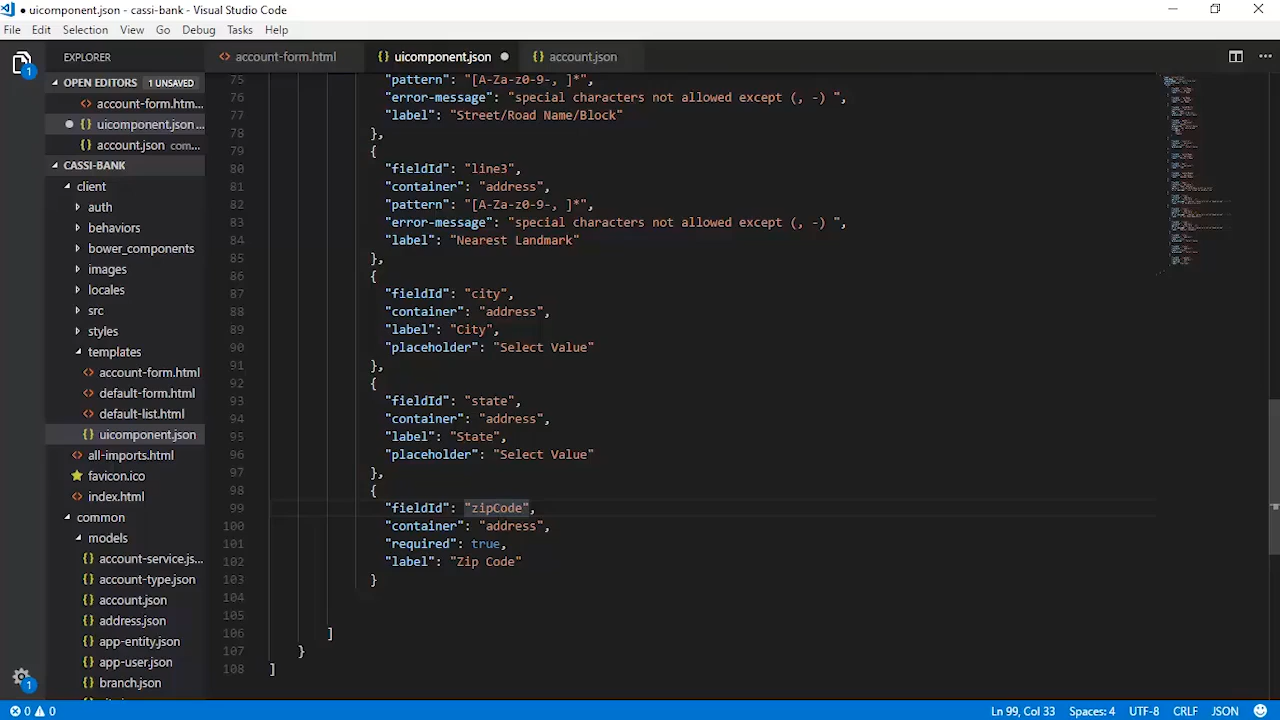 ● uicomponent.json - cassi-bank - Visual Studio Code
File Edit Selection View Go Debug Tasks Help
EXPLORER
account-form.html
{} uicomponent.json ●
{} account.json
OPEN EDITORS 1 UNSAVED
account-form.htm...
● {} uicomponent.json ...
{} account.json com...
CASSI-BANK
client
auth
behaviors
bower_components
images
locales
src
styles
templates
<> account-form.html
<> default-form.html
<> default-list.html
{} uicomponent.json
<> all-imports.html
favicon.ico
<> index.html
common
models
{} account-service.js...
{} account-type.json
{} account.json
{} address.json
{} app-entity.json
{} app-user.json
{} branch.json
75 "pattern": "[A-Za-z0-9-, ]*",
76 "error-message": "special characters not allowed except (, -) ",
77 "label": "Street/Road Name/Block"
78 },
79 {
80 "fieldId": "line3",
81 "container": "address",
82 "pattern": "[A-Za-z0-9-, ]*",
83 "error-message": "special characters not allowed except (, -) ",
84 "label": "Nearest Landmark"
85 },
86 {
87 "fieldId": "city",
88 "container": "address",
89 "label": "City",
90 "placeholder": "Select Value"
91 },
92 {
93 "fieldId": "state",
94 "container": "address",
95 "label": "State",
96 "placeholder": "Select Value"
97 },
98 {
99 "fieldId": "zipCode",
100 "container": "address",
101 "required": true,
102 "label": "Zip Code"
103 }
104
105
106 ]
107 }
108 ]
1
1
0 0
Ln 99, Col 33 Spaces: 4 UTF-8 CRLF JSON